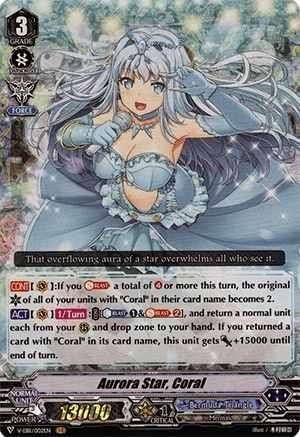 3
GRADE
FORCE
That overflowing aura of a star overwhelms all who see it.
CONT [ ]:If you SOUL BLAST a total of 4 or more this turn, the original
of all of your units with "Coral" in their card name becomes 2.
ACT [ ] 1/Turn : [SOUL BLAST (2), and return a normal unit
each from your and drop zone to your hand. If you returned a
card with "Coral" in its card name, this unit gets +15000 until
end of turn.
NORMAL UNIT
Aurora Star, Coral
V-EB11/002EN
POWER
13000
1
CRITICAL
Bermuda Triangle
Mermaid